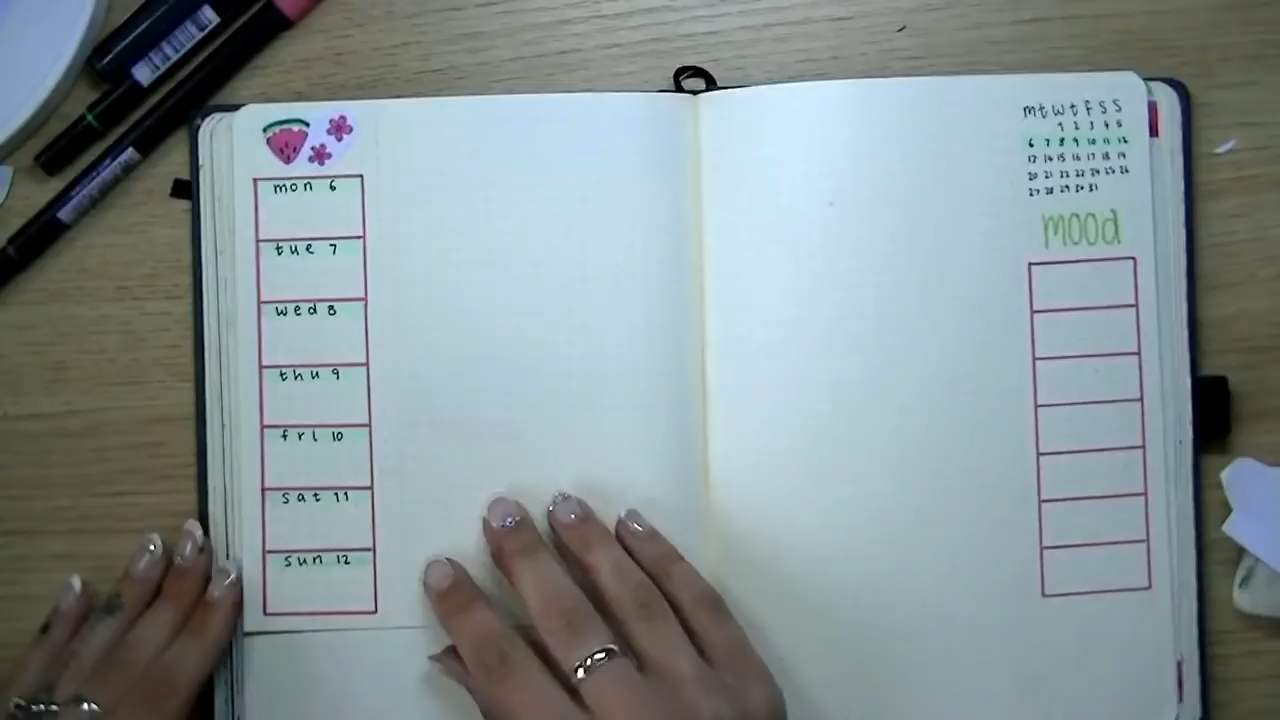 mon 6
tue 7
wed 8
thu 9
fri 10
sat 11
sun 12
m t w t f s s
1 2 3 4 5
6 7 8 9 10 11 12
13 14 15 16 17 18 19
20 21 22 23 24 25 26
27 28 29 30 31
mood